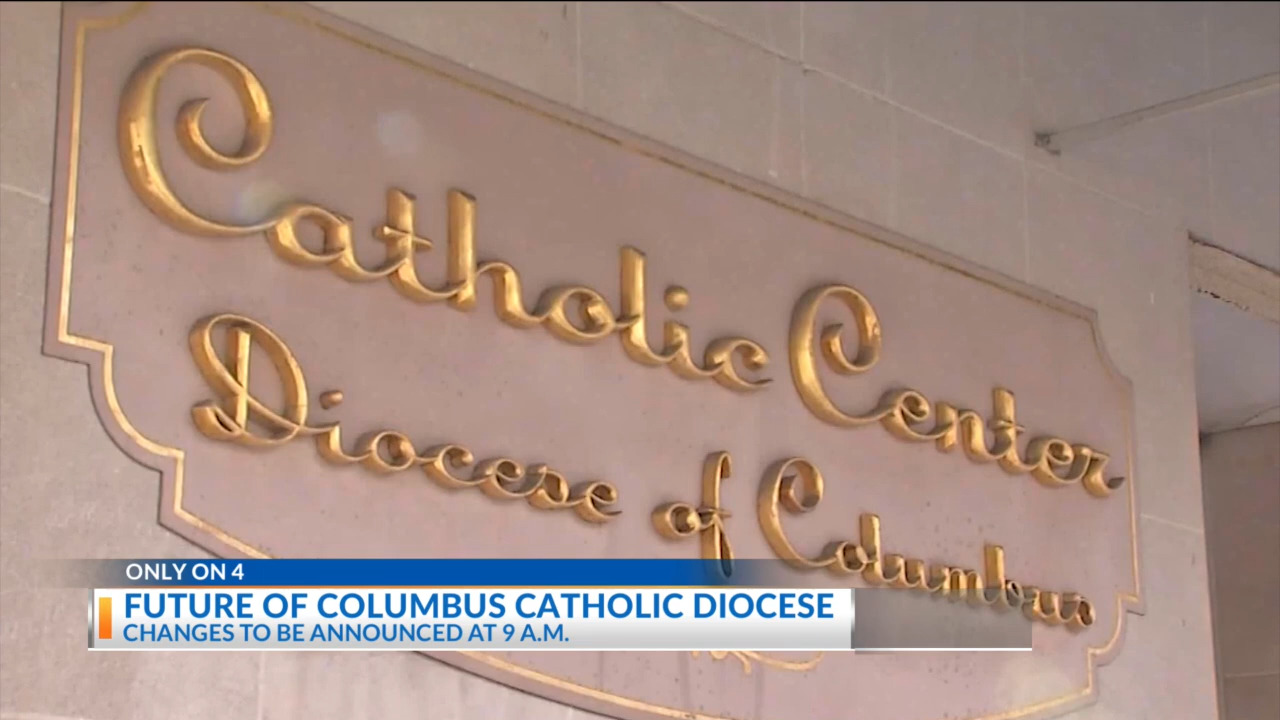 Catholic Center
Diocese of Columbus
ONLY ON 4
FUTURE OF COLUMBUS CATHOLIC DIOCESE
CHANGES TO BE ANNOUNCED AT 9 A.M.